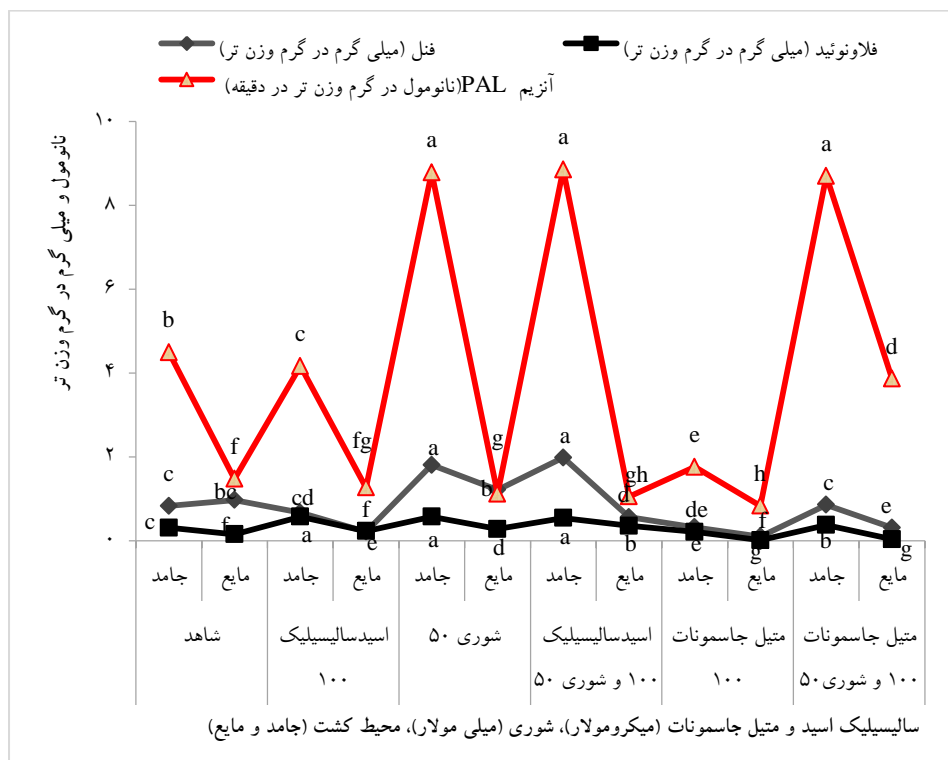 فنل (میلی گرم در گرم وزن تر)
فلاونوئید (میلی گرم در گرم وزن تر)
آنزیم PAL(نانومول در گرم وزن تر در دقیقه)
نانومول و میلی گرم در گرم وزن تر
۱۰
۸
۶
۴
۲
۰
b
f
c
fg
a
g
a
gh
e
h
a
d
c
bc
cd
f
a
b
a
d
de
f
c
e
c
f
a
e
a
d
a
b
e
g
b
g
جامد مایع جامد مایع جامد مایع جامد مایع جامد مایع جامد مایع
شاهد
اسیدسالیسیلیک
۱۰۰
شوری ۵۰
اسیدسالیسیلیک
۱۰۰ و شوری ۵۰
متیل جاسمونات
۱۰۰
متیل جاسمونات
۱۰۰ و شوری۵۰
سالیسیلیک اسید و متیل جاسمونات (میکرومولار)، شوری (میلی مولار)، محیط کشت (جامد و مایع)